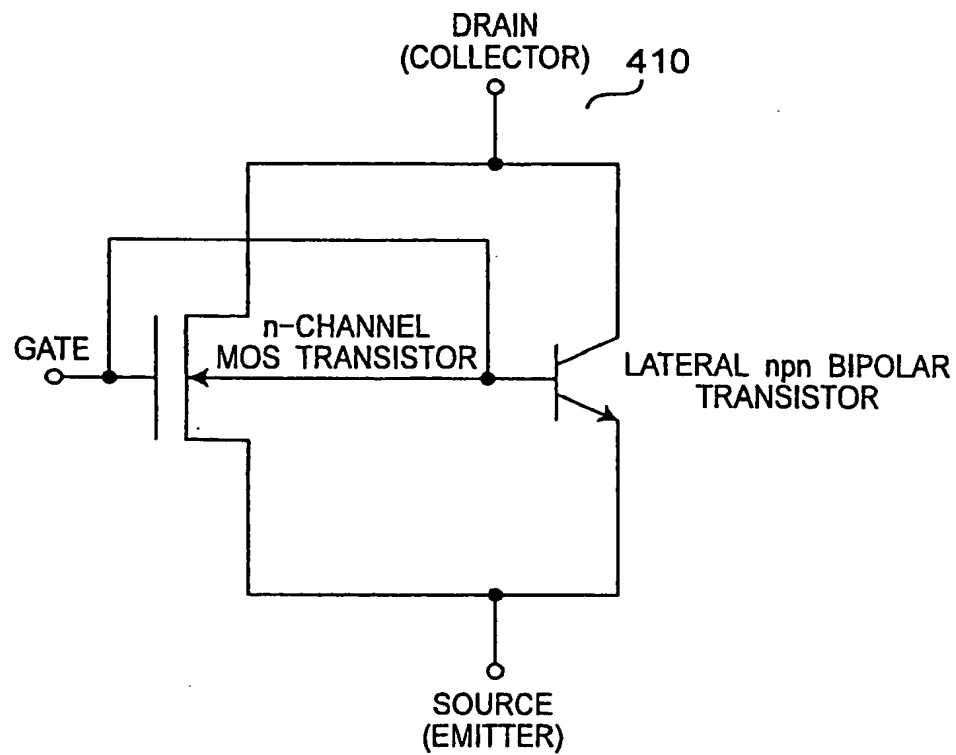 DRAIN
(COLLECTOR)
410
n-CHANNEL
MOS TRANSISTOR
GATE
LATERAL npn BIPOLAR
TRANSISTOR
SOURCE
(EMITTER)